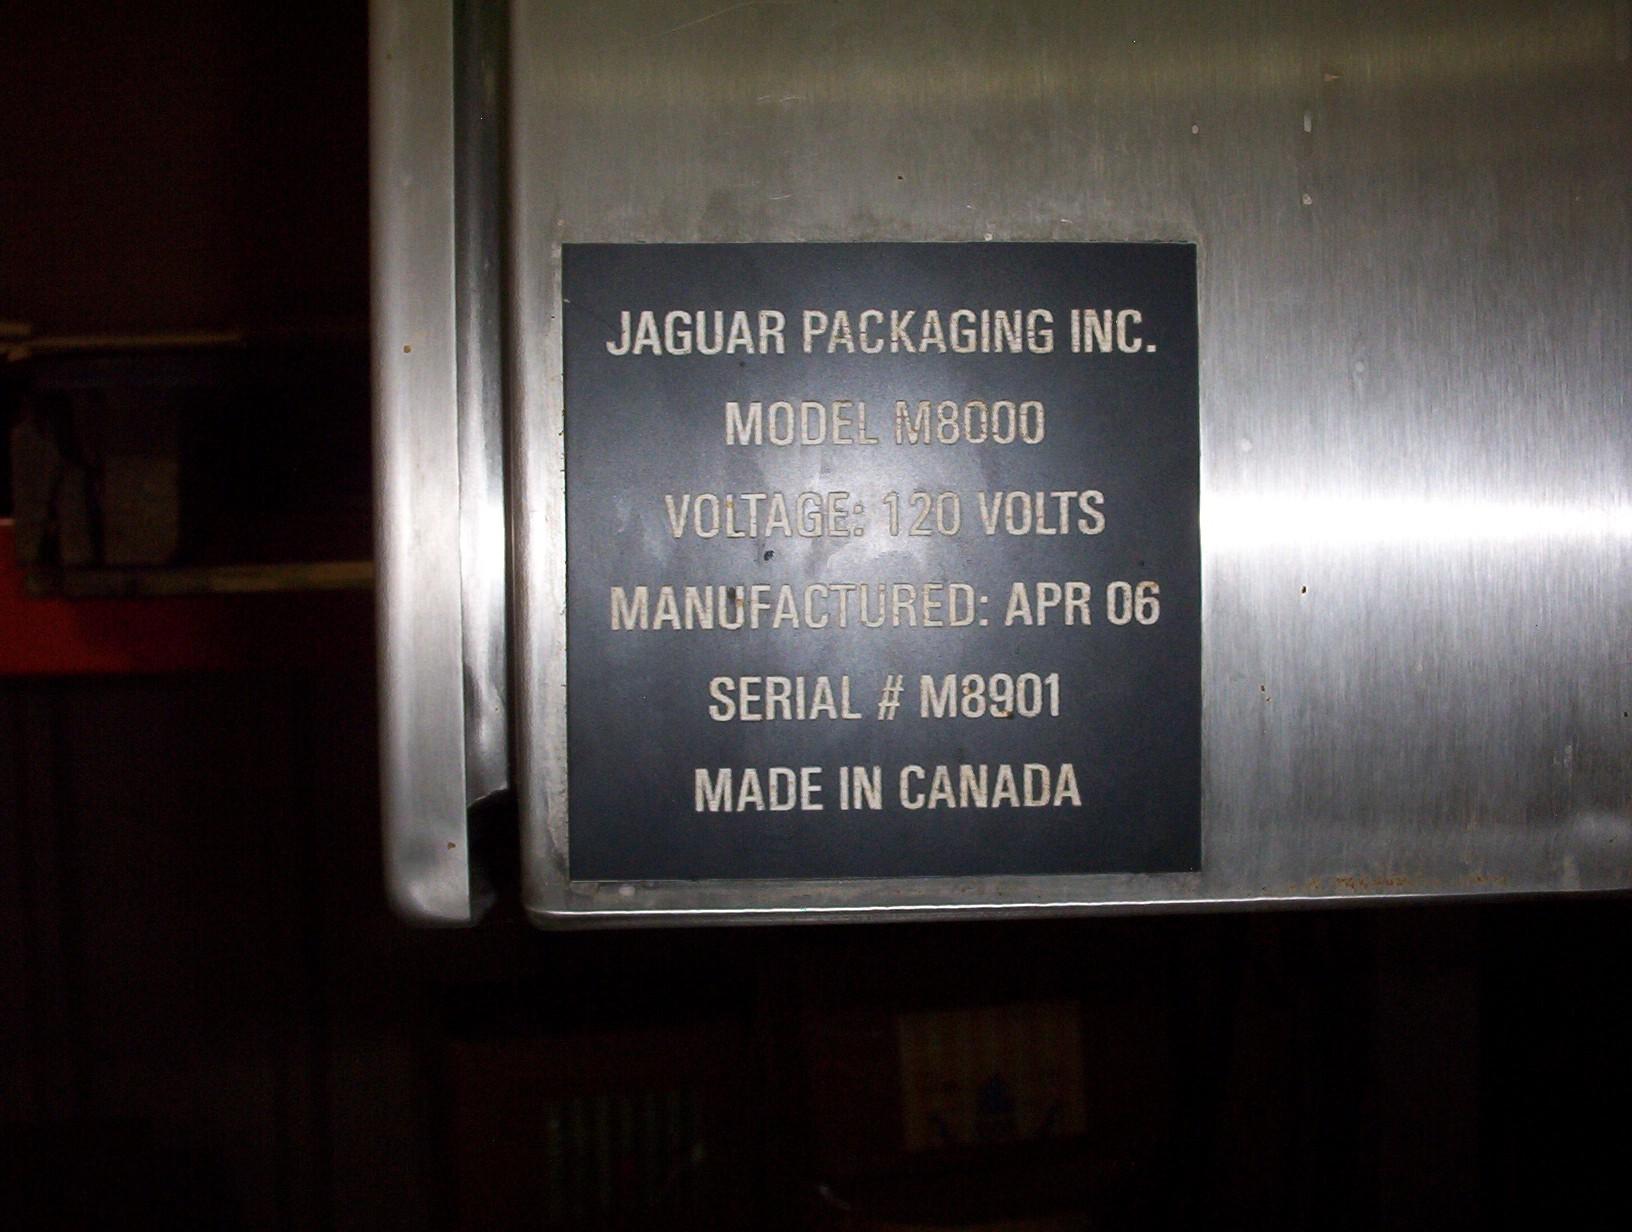 JAGUAR PACKAGING INC.
MODEL M8000
VOLTAGE: 120 VOLTS
MANUFACTURED: APR 06
SERIAL # M8901
MADE IN CANADA